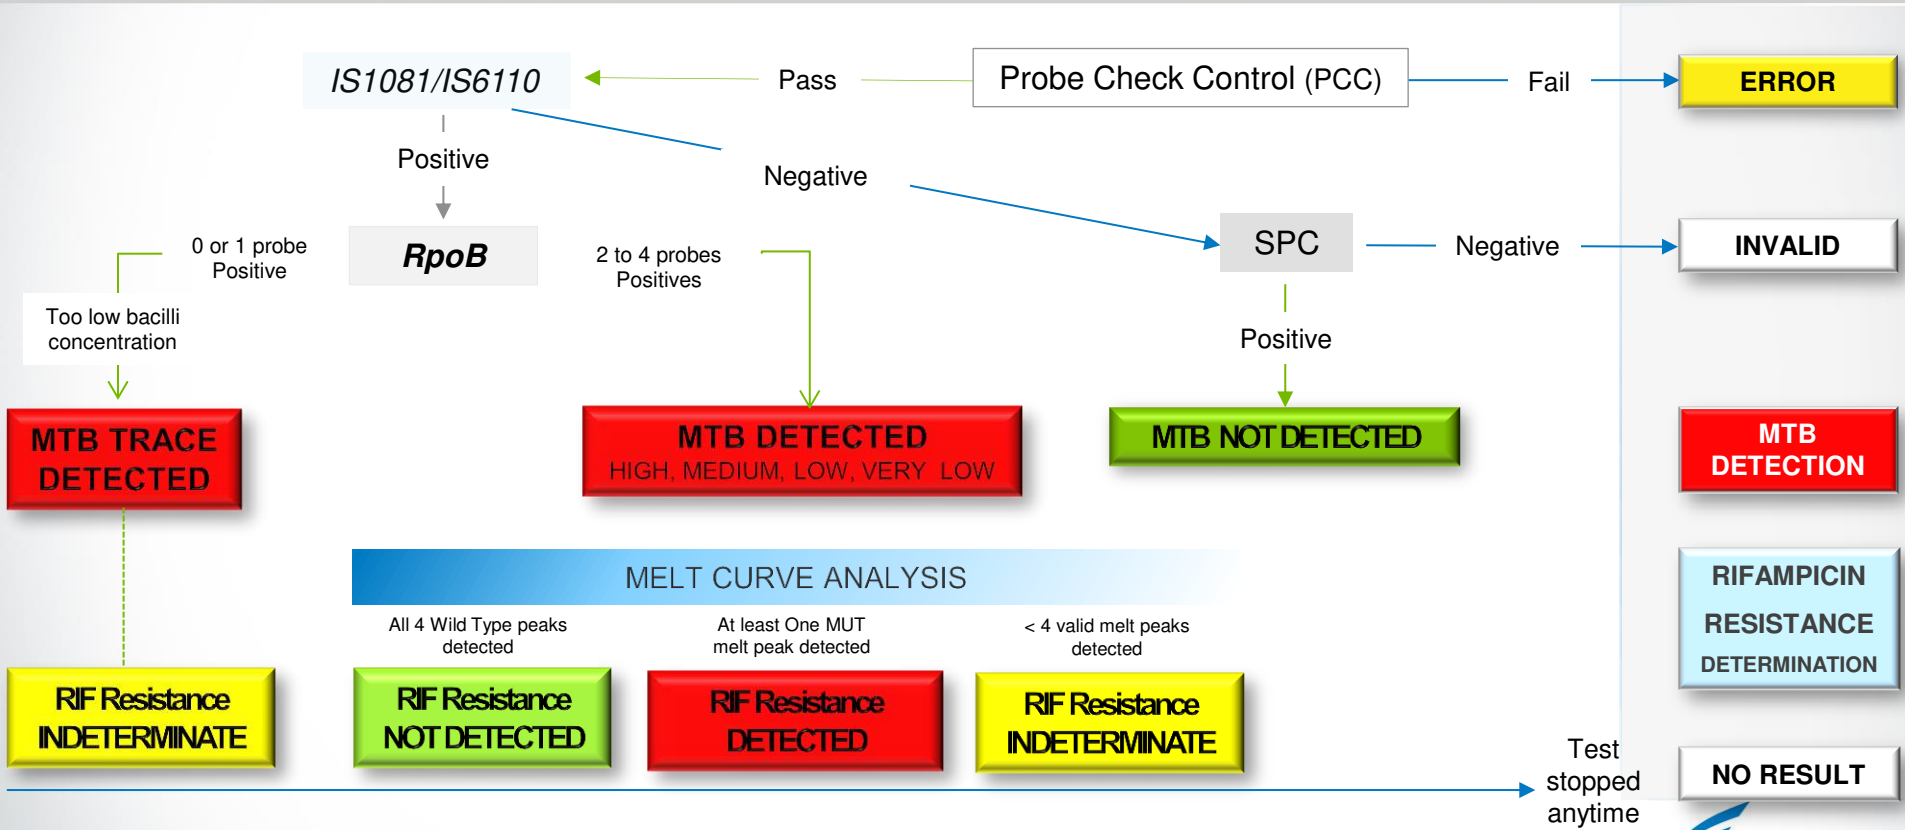 IS1081/IS6110
Pass
Probe Check Control (PCC)
Fail
ERROR
Positive
Negative
0 or 1 probe
Positive
RpoB
2 to 4 probes
Positives
SPC
Negative
INVALID
Too low bacilli
concentration
Positive
MTB TRACE
DETECTED
MTB DETECTED
HIGH, MEDIUM, LOW, VERY LOW
MTB NOT DETECTED
MTB
DETECTION
MELT CURVE ANALYSIS
All 4 Wild Type peaks
detected
At least One MUT
melt peak detected
< 4 valid melt peaks
detected
RIFAMPICIN
RESISTANCE
DETERMINATION
RIF Resistance
INDETERMINATE
RIF Resistance
NOT DETECTED
RIF Resistance
DETECTED
RIF Resistance
INDETERMINATE
Test
stopped
anytime
NO RESULT